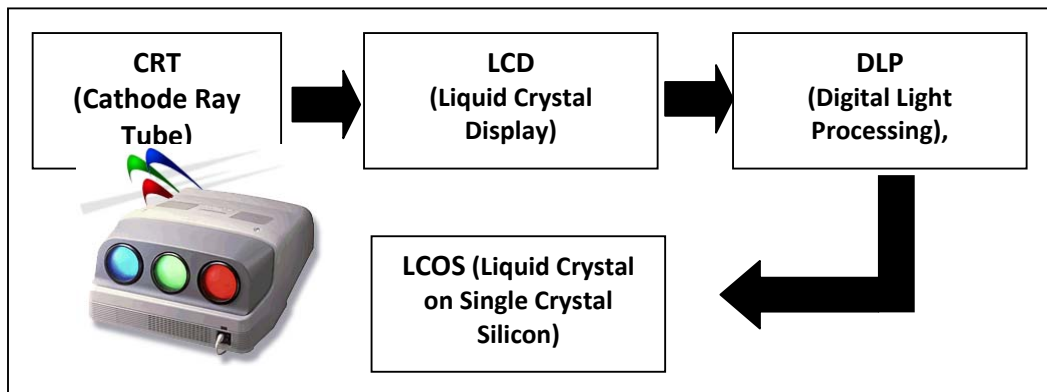 CRT
(Cathode Ray
Tube)
LCD
(Liquid Crystal
Display)
DLP
(Digital Light
Processing),
LCOS (Liquid Crystal
on Single Crystal
Silicon)